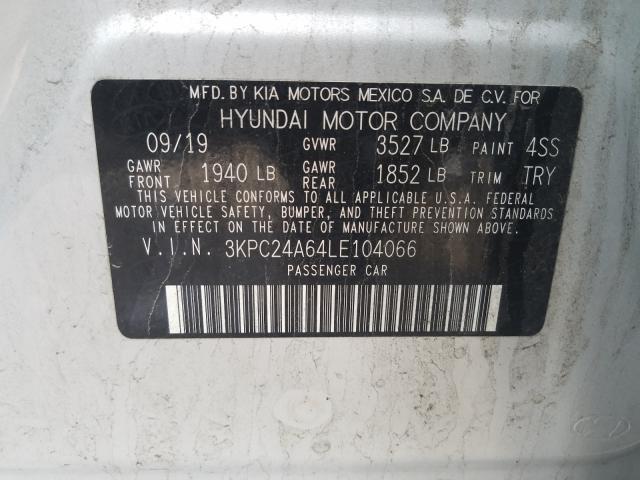 MFD. BY KIA MOTORS MEXICO S.A. DE C.V. FOR
HYUNDAI MOTOR COMPANY
09/19 GVWR 3527 LB PAINT 4SS
GAWR FRONT 1940 LB GAWR REAR 1852 LB TRIM TRY
THIS VEHICLE CONFORMS TO ALL APPLICABLE U.S.A. FEDERAL
MOTOR VEHICLE SAFETY, BUMPER, AND THEFT PREVENTION STANDARDS
IN EFFECT ON THE DATE OF MANUFACTURE SHOWN ABOVE.
V.I.N. 3KPC24A64LE104066
PASSENGER CAR